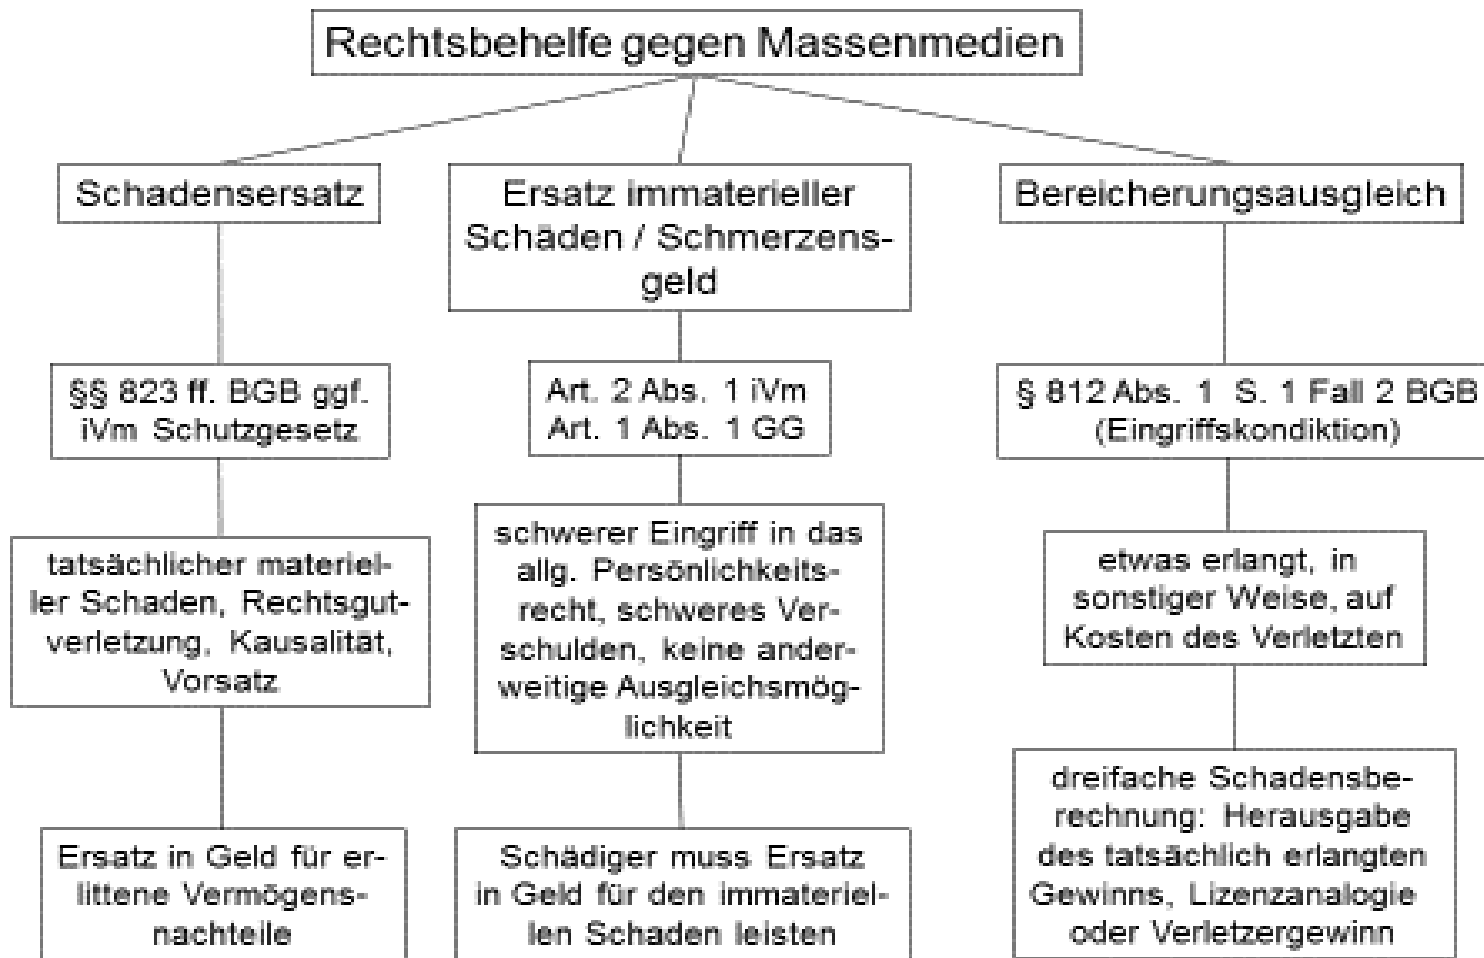 Rechtsbehelfe gegen Massenmedien
Schadensersatz
§§ 823 ff. BGB ggf.
iVm Schutzgesetz
tatsächlicher materiel-
ler Schaden, Rechtsgut-
verletzung, Kausalität,
Vorsatz
Ersatz in Geld für er-
littene Vermögens-
nachteile
Ersatz immaterieller
Schäden / Schmerzens-
geld
Art. 2 Abs. 1 iVm
Art. 1 Abs. 1 GG
schwerer Eingriff in das
allg. Persönlichkeits-
recht, schweres Ver-
schulden, keine ander-
weitige Ausgleichsmög-
lichkeit
Schädiger muss Ersatz
in Geld für den immateriel-
len Schaden leisten
Bereicherungsausgleich
§ 812 Abs. 1 S. 1 Fall 2 BGB
(Eingriffskondiktion)
etwas erlangt, in
sonstiger Weise, auf
Kosten des Verletzten
dreifache Schadensbe-
rechnung: Herausgabe
des tatsächlich erlangten
Gewinns, Lizenzanalogie
oder Verletzergewinn